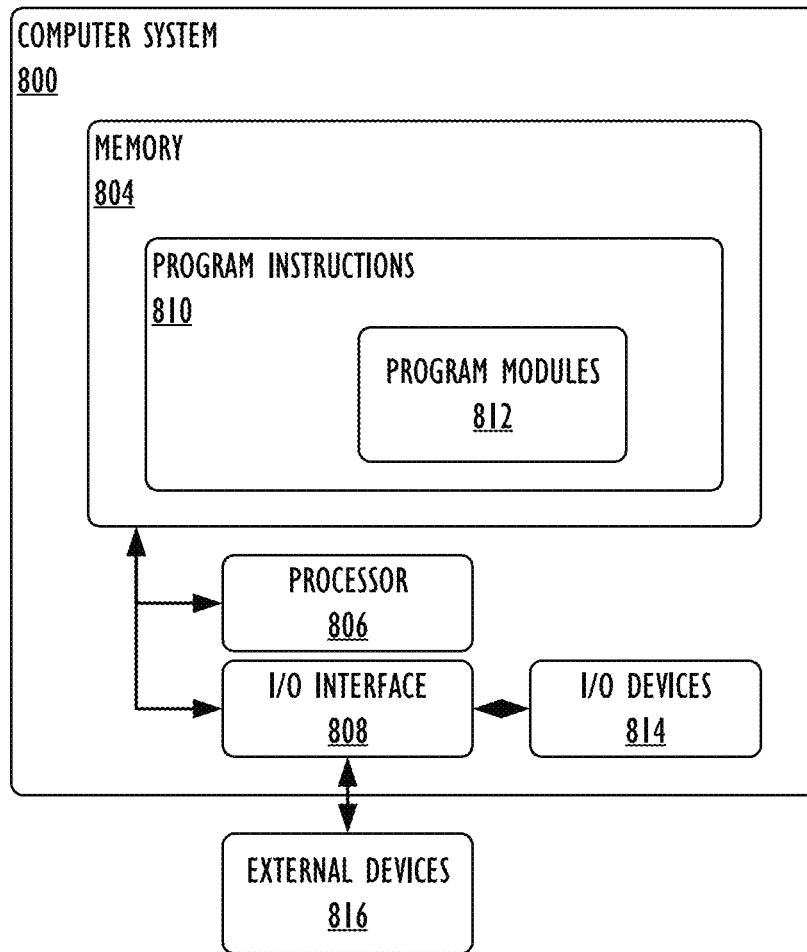 COMPUTER SYSTEM
800
MEMORY
804
PROGRAM INSTRUCTIONS
810
PROGRAM MODULES
812
PROCESSOR
806
I/O INTERFACE
808
I/O DEVICES
814
EXTERNAL DEVICES
816